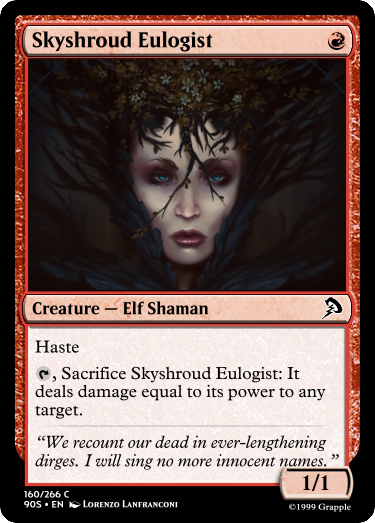 Skyshroud Eulogist
Creature — Elf Shaman
Haste
, Sacrifice Skyshroud Eulogist: It
deals damage equal to its power to any
target.
“We recount our dead in ever-lengthening
dirges. I will sing no more innocent names.”
1/1
160/266 C
90S • EN Lorenzo Lanfranconi
©1999 Grapple